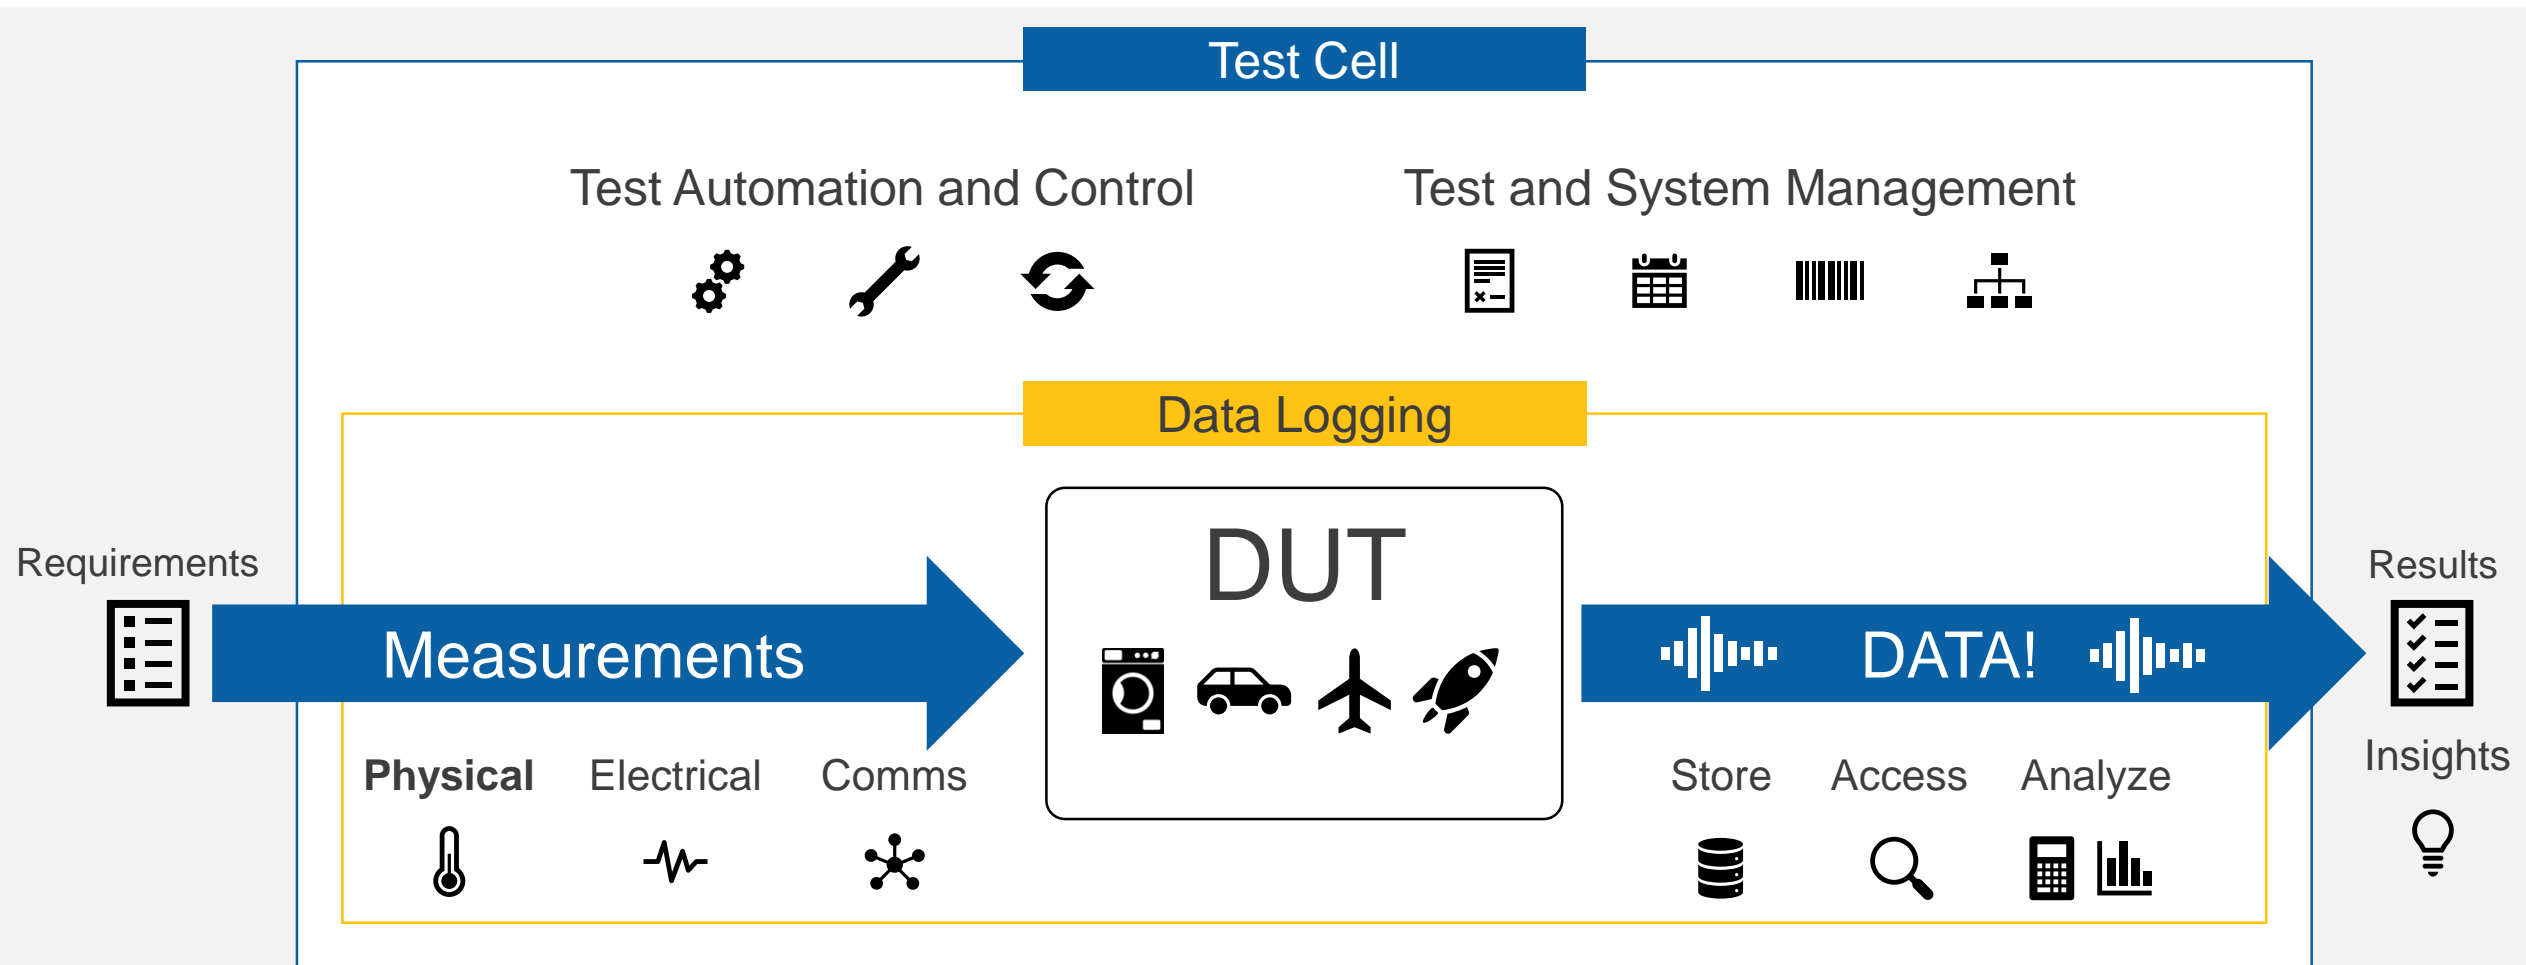 Test Cell
Test Automation and Control
Test and System Management
Data Logging
Requirements
Measurements
DUT
DATA!
Results
Physical
Electrical
Comms
Store
Access
Analyze
Insights